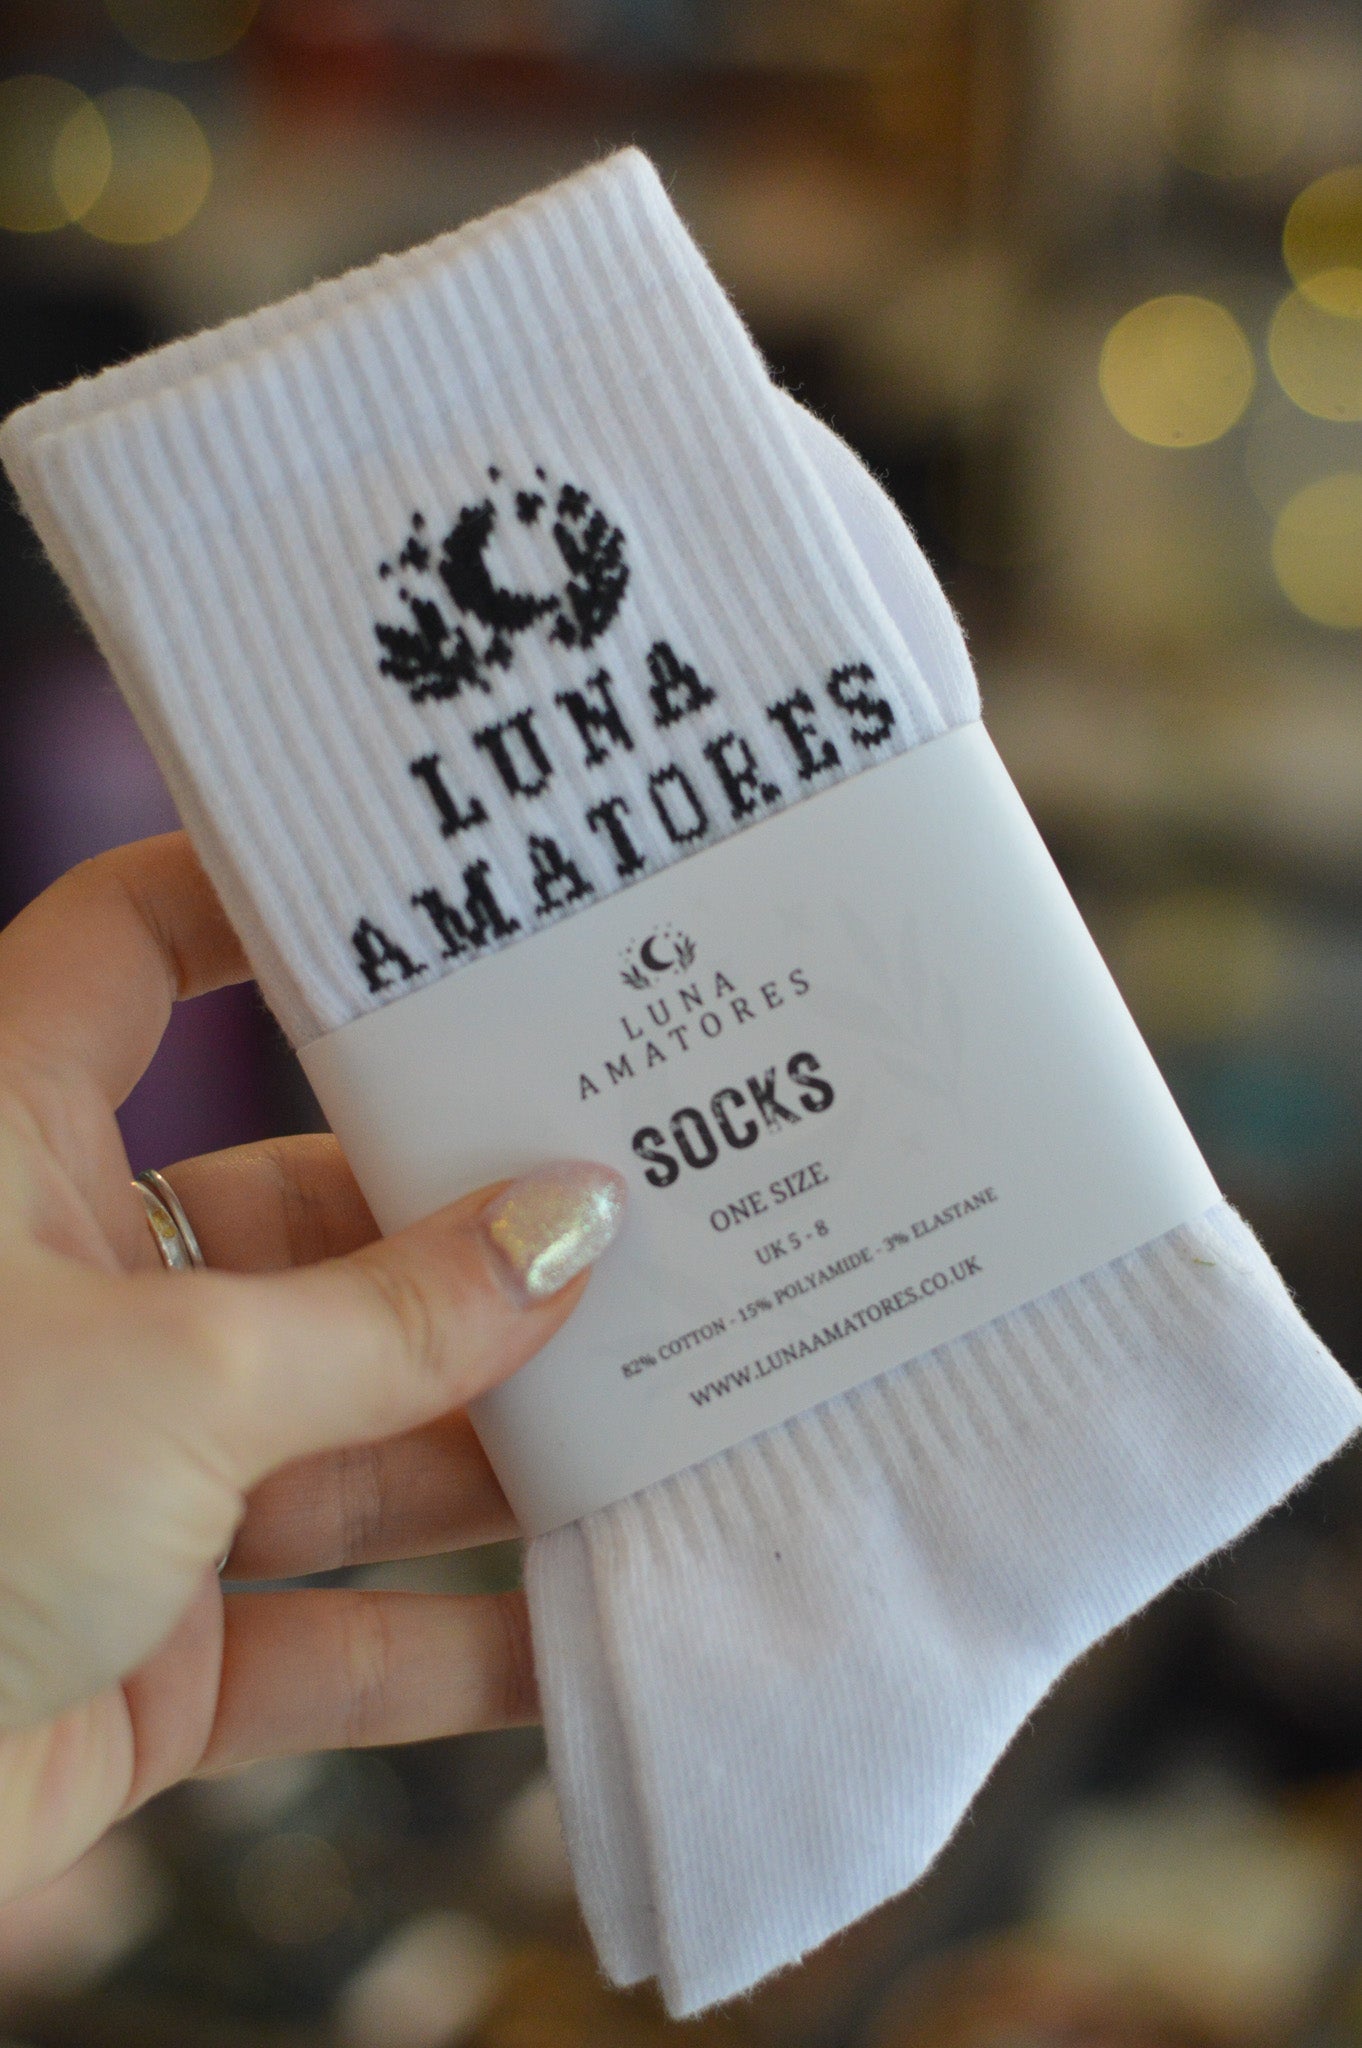 LUNA
AMATORES
LUNA
AMATORES
SOCKS
ONE SIZE
UK 5 - 8
82% COTTON - 15% POLYAMIDE - 3% ELASTANE
WWW.LUNAAMATORES.CO.UK